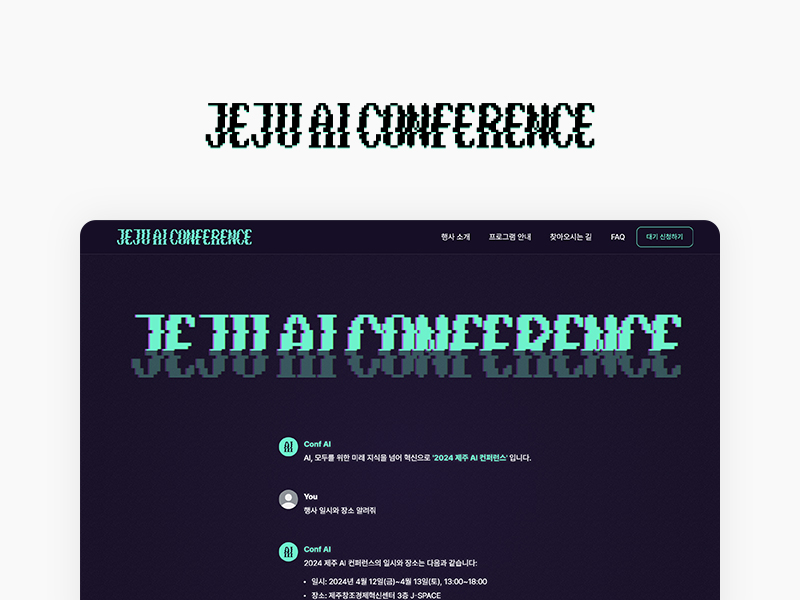 JEJU AI CONFERENCE
JEJU AI CONFERENCE
행사 소개
프로그램 안내
찾아오시는 길
FAQ
대기 신청하기
JEJU AI CONFERENCE
AI
Conf AI
AI, 모두를 위한 미래 지식을 넘어 혁신으로 '2024 제주 AI 컨퍼런스' 입니다.
You
행사 일시와 장소 알려줘
AI
Conf AI
2024 제주 AI 컨퍼런스의 일시와 장소는 다음과 같습니다:
• 일시: 2024년 4월 12일(금)~4월 13일(토), 13:00~18:00
• 장소: 제주창조경제혁신센터 3층 J-SPACE